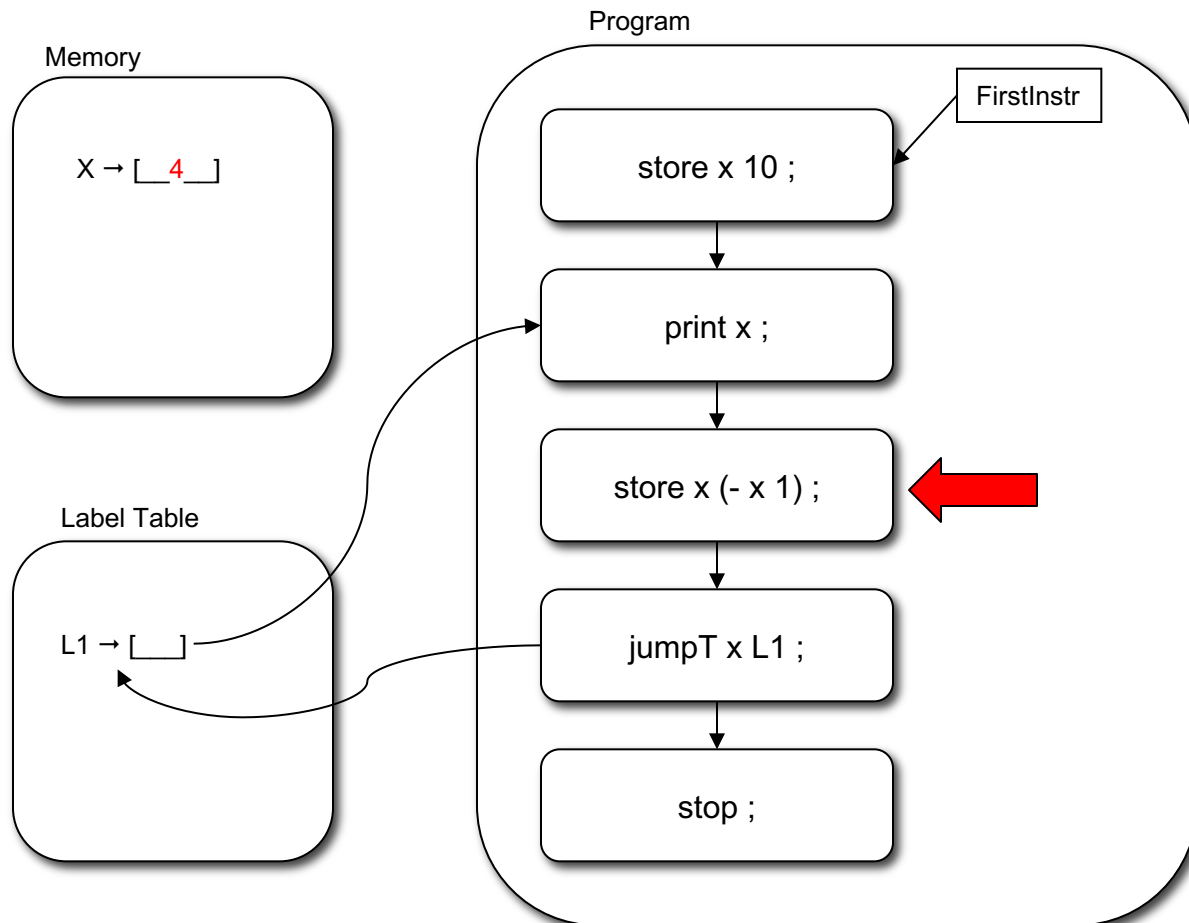 Program
Memory
FirstInstr
store x 10 ;
X → [__4__]
print x ;
store x (- x 1) ;
Label Table
L1 → [___]
jumpT x L1 ;
stop ;